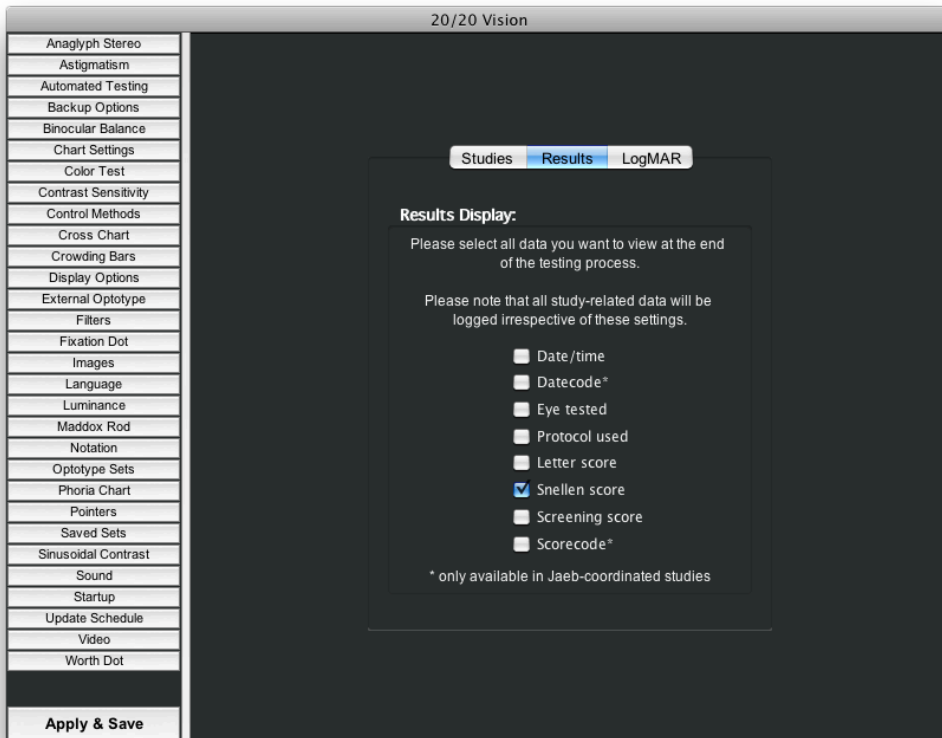 20/20 Vision
Anaglyph Stereo
Astigmatism
Automated Testing
Backup Options
Binocular Balance
Chart Settings
Color Test
Contrast Sensitivity
Control Methods
Cross Chart
Crowding Bars
Display Options
External Optotype
Filters
Fixation Dot
Images
Language
Luminance
Maddox Rod
Notation
Optotype Sets
Phoria Chart
Pointers
Saved Sets
Sinusoidal Contrast
Sound
Startup
Update Schedule
Video
Worth Dot
Apply & Save
Studies Results LogMAR
Results Display:
Please select all data you want to view at the end
of the testing process.
Please note that all study-related data will be
logged irrespective of these settings.
Date/time
Datecode*
Eye tested
Protocol used
Letter score
Snellen score
Screening score
Scorecode*
* only available in Jaeb-coordinated studies